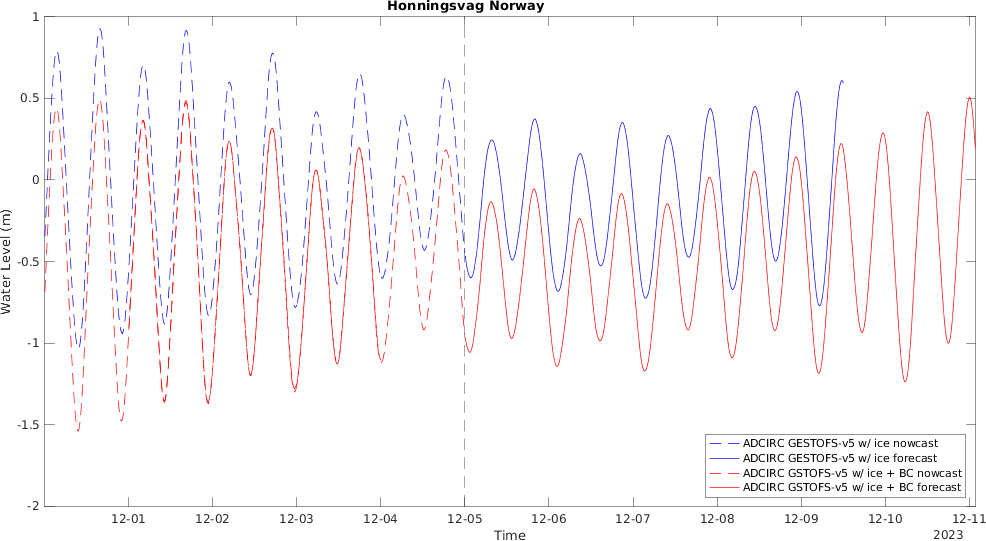 Honningsvag Norway
1
0.5
0
-0.5
-1
-1.5
-2
Water Level (m)
ADCIRC GESTOFS-v5 w/ ice nowcast
ADCIRC GESTOFS-v5 w/ ice forecast
ADCIRC GSTOFS-v5 w/ ice + BC nowcast
ADCIRC GSTOFS-v5 w/ ice + BC forecast
12-01 12-02 12-03 12-04 12-05 12-06 12-07 12-08 12-09 12-10 12-11
Time
2023